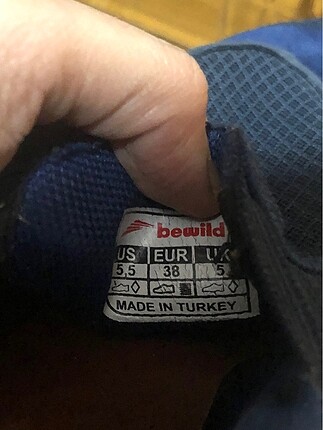 bewild
US EUR UK
5,5 38 5
MADE IN TURKEY